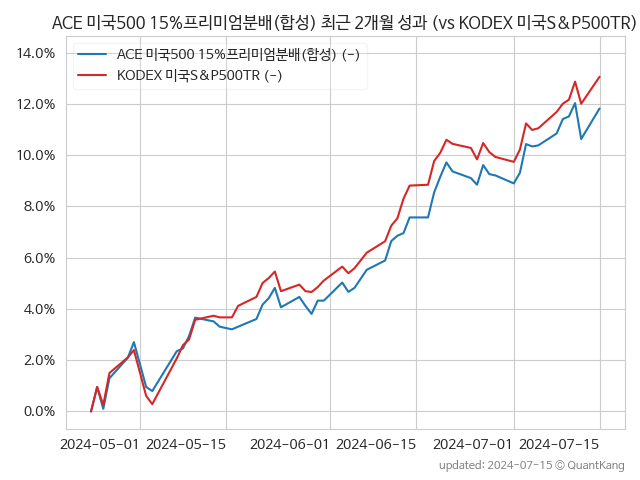 ACE 미국500 15%프리미엄분배(합성) 최근 2개월 성과 (vs KODEX 미국S&P500TR)
14.0%
ACE 미국500 15%프리미엄분배(합성) (-)
KODEX 미국S&P500TR (-)
12.0%
10.0%
8.0%
6.0%
4.0%
2.0%
0.0%
2024-05-01 2024-05-15 2024-06-01 2024-06-15 2024-07-01 2024-07-15
updated: 2024-07-15 © QuantKang